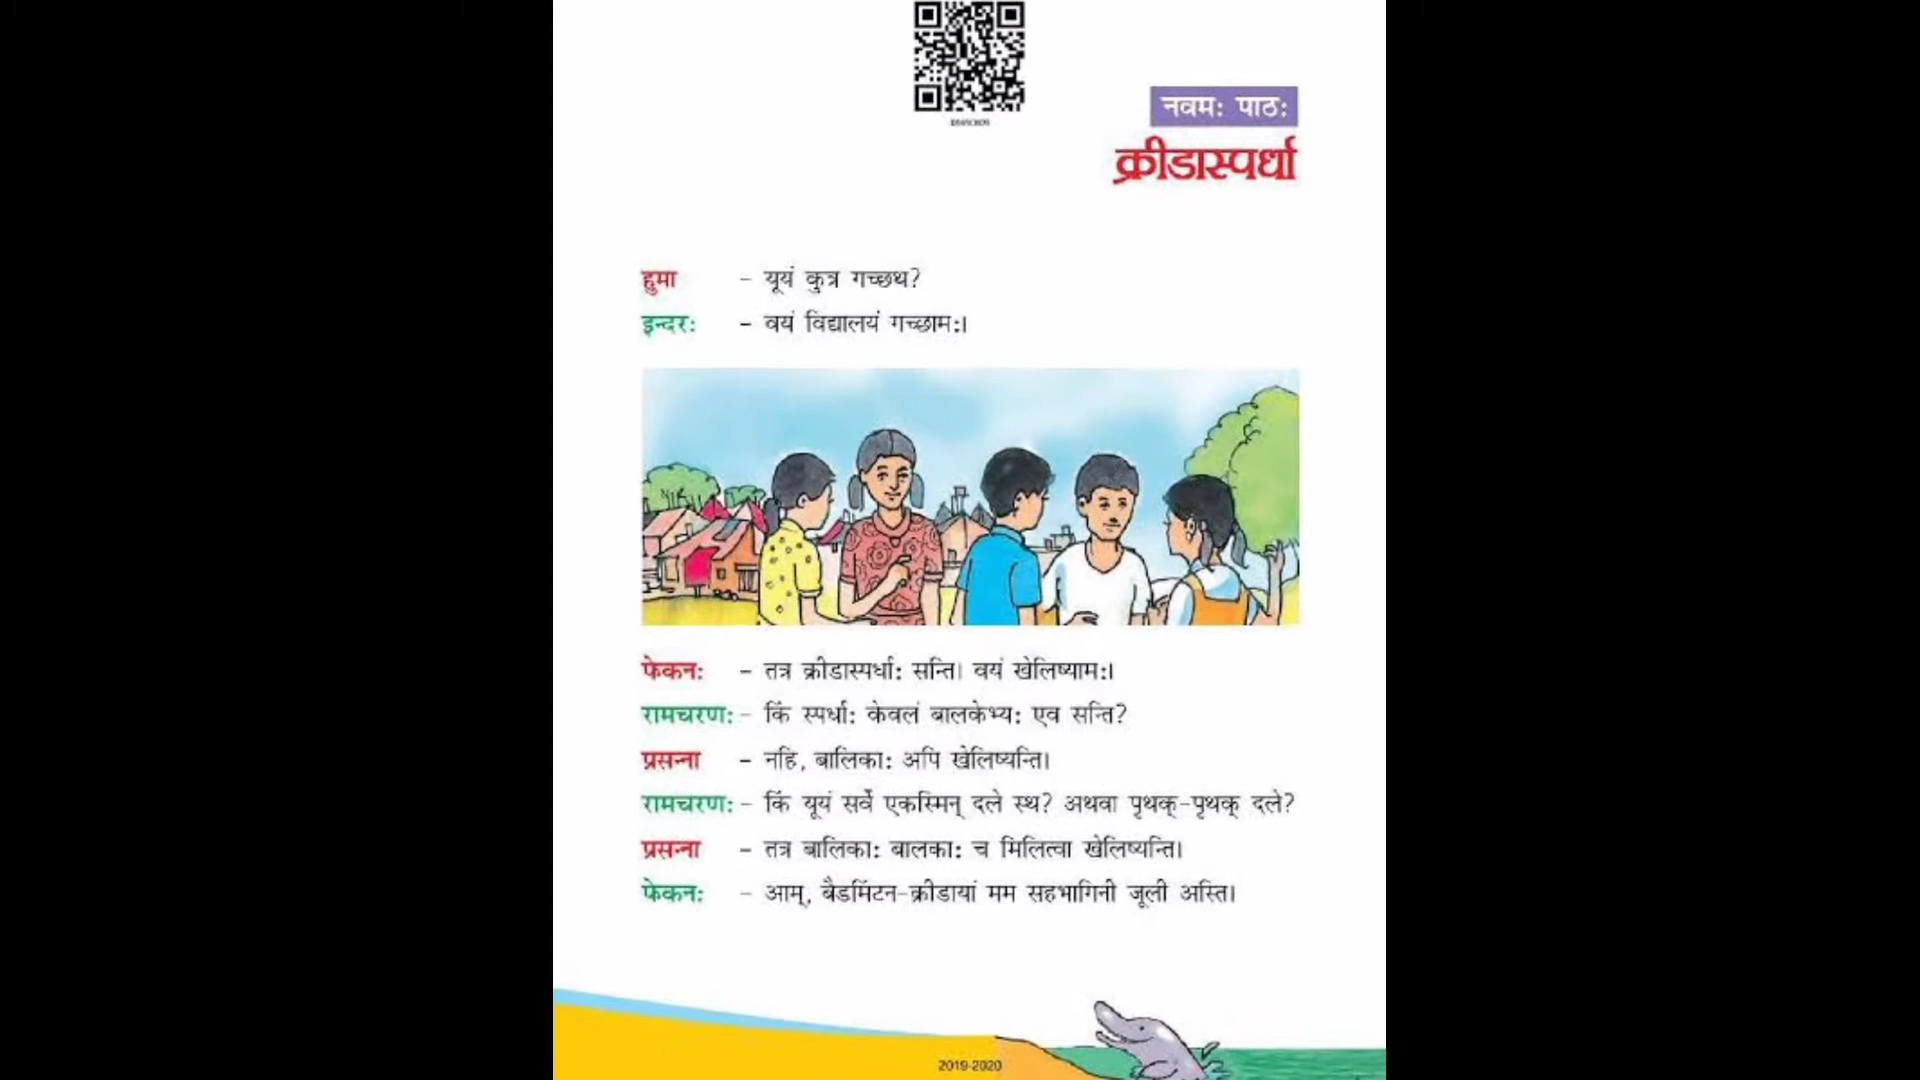 नवमः पाठः
क्रीडास्पर्धा
हुमा – यूयं कुत्र गच्छथ?
इन्दरः – वयं विद्यालयं गच्छामः।
फेकनः – तत्र क्रीडास्पर्धाः सन्ति। वयं खेलिष्यामः।
रामचरणः – किं स्पर्धाः केवलं बालकेभ्यः एव सन्ति?
प्रसन्ना – नहि, बालिकाः अपि खेलिष्यन्ति।
रामचरणः – किं यूयं सर्वे एकस्मिन् दले स्थ? अथवा पृथक्-पृथक् दले?
प्रसन्ना – तत्र बालिकाः बालकाः च मिलित्वा खेलिष्यन्ति।
फेकनः – आम्, बैडमिंटन-क्रीडायां मम सहभागिनी जूली अस्ति।
2019-2020